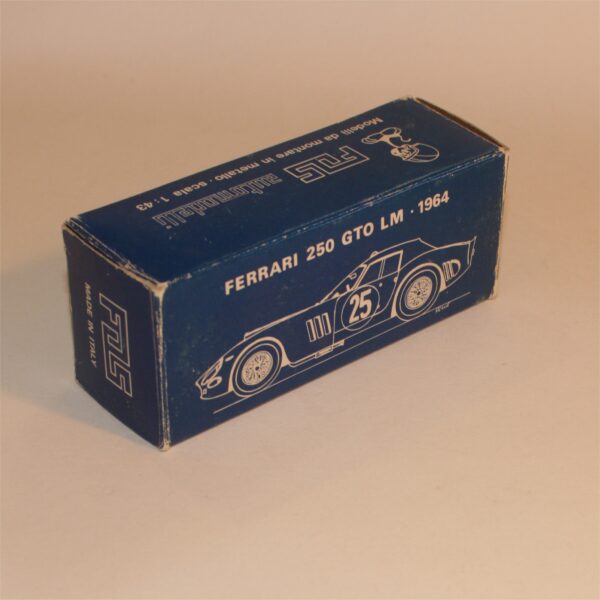 Modelli da montare in metallo · scala 1:43
FDS automodelli
FERRARI 250 GTO LM · 1964
25
FDS
MADE IN ITALY